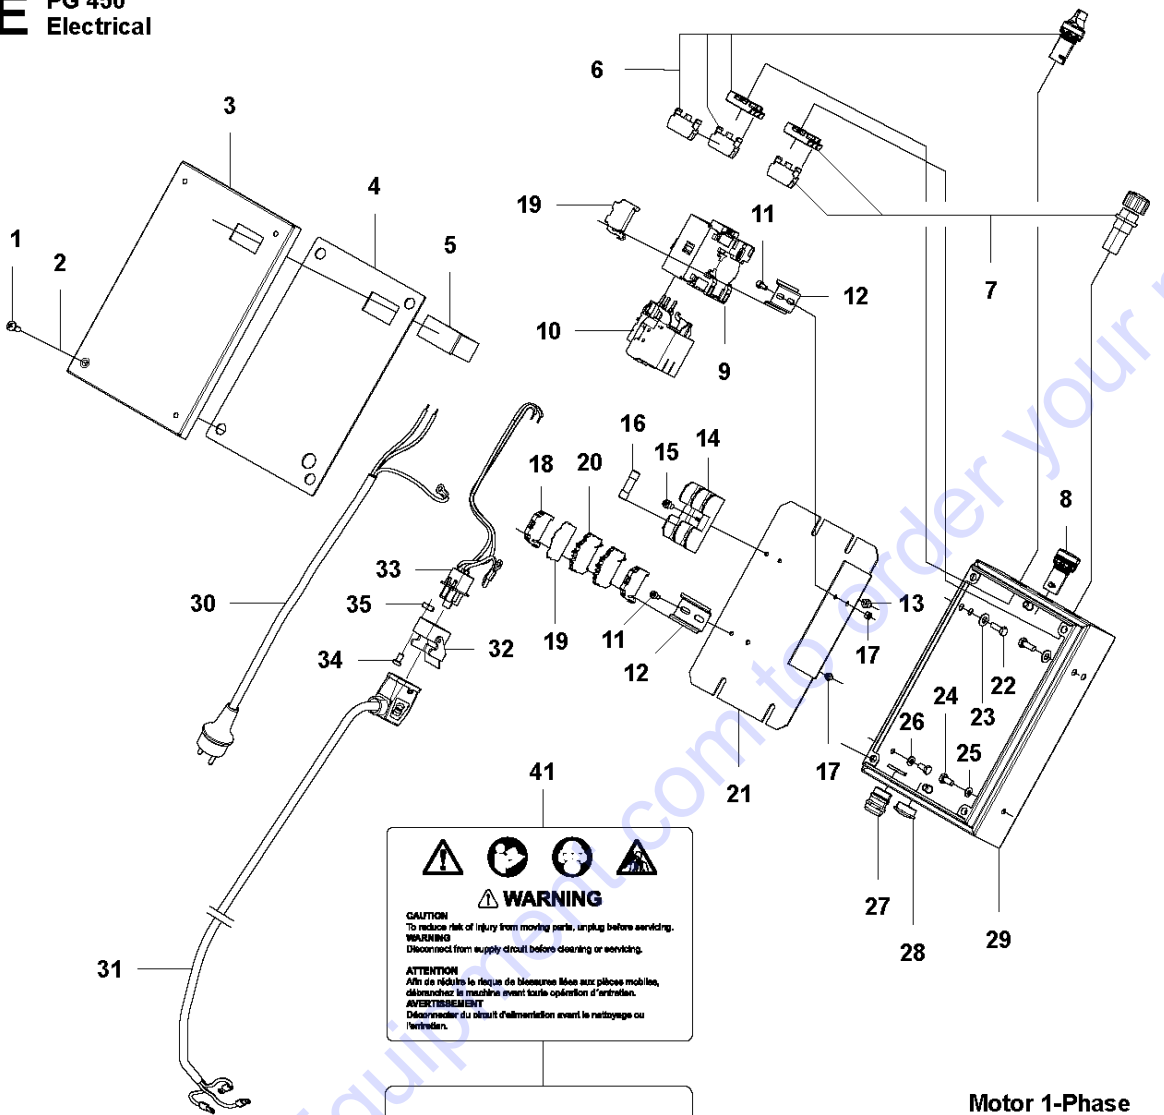 E PG 450
Electrical
6
3
4
19
11
1
5
2
7
12
10
9
16
14
15
18
20
8
33
30
35
13
11
19
32
17
34
12
22
24
23
26
25
17
41
21
WARNING
CAUTION
To reduce risk of injury from moving parts, unplug before servicing.
WARNING
Disconnect from supply circuit before cleaning or servicing.
ATTENTION
Afin de réduire le risque de blessures liées aux pièces mobiles,
débranchez la machine avant toute opération d'entretien.
AVERTISSEMENT
Déconnecter du circuit d'alimentation avant le nettoyage ou
l'entretien.
27
28
29
31
equipment.com to order your
Motor 1-Phase